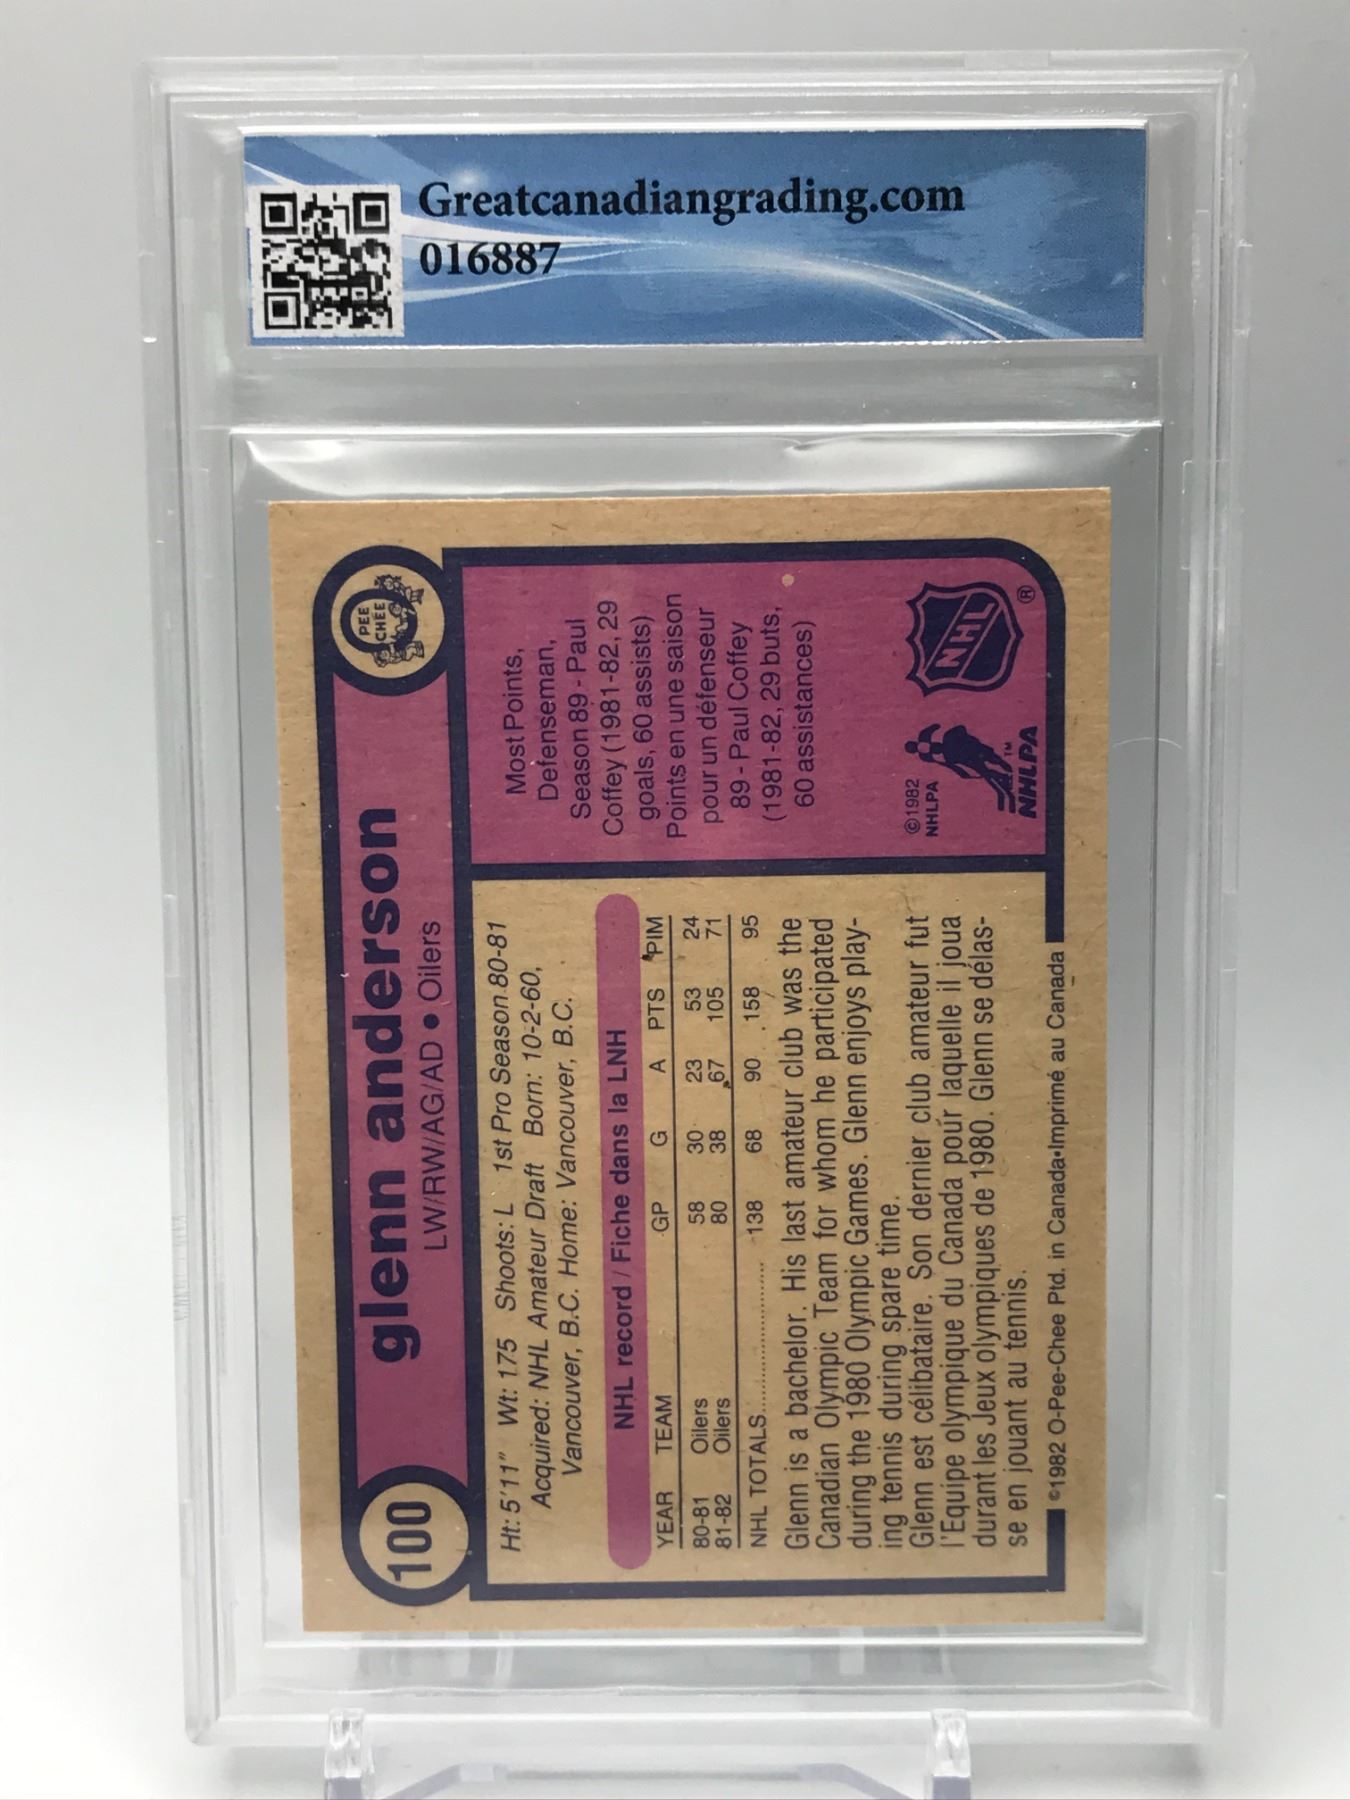 Greatcanadiangrading.com
016887
100
glenn anderson
LW/RW/AG/AD • Oilers
O
PEE
CHEE
Ht: 5'11" Wt: 175 Shoots: L 1st Pro Season 80-81
Acquired: NHL Amateur Draft Born: 10-2-60,
Vancouver, B.C. Home: Vancouver, B.C.
NHL record / Fiche dans la LNH
YEAR TEAM GP G A PTS PIM
80-81 Oilers 58 30 23 53 24
81-82 Oilers 80 38 67 105 71
NHL TOTALS.................... 138 68 90 158 95
Glenn is a bachelor. His last amateur club was the
Canadian Olympic Team for whom he participated
during the 1980 Olympic Games. Glenn enjoys play-
ing tennis during spare time.
Glenn est célibataire. Son dernier club amateur fut
l'Equipe olympique du Canada pour laquelle il joua
durant les Jeux olympiques de 1980. Glenn se délas-
se en jouant au tennis.
©1982 O-Pee-Chee Ptd. in Canada•Imprimé au Canada
Most Points,
Defenseman,
Season 89 - Paul
Coffey (1981-82, 29
goals, 60 assists)
Points en une saison
pour un défenseur
89 - Paul Coffey
(1981-82, 29 buts,
60 assistances)
©1982
NHLPA
NHLPA™
NHL®